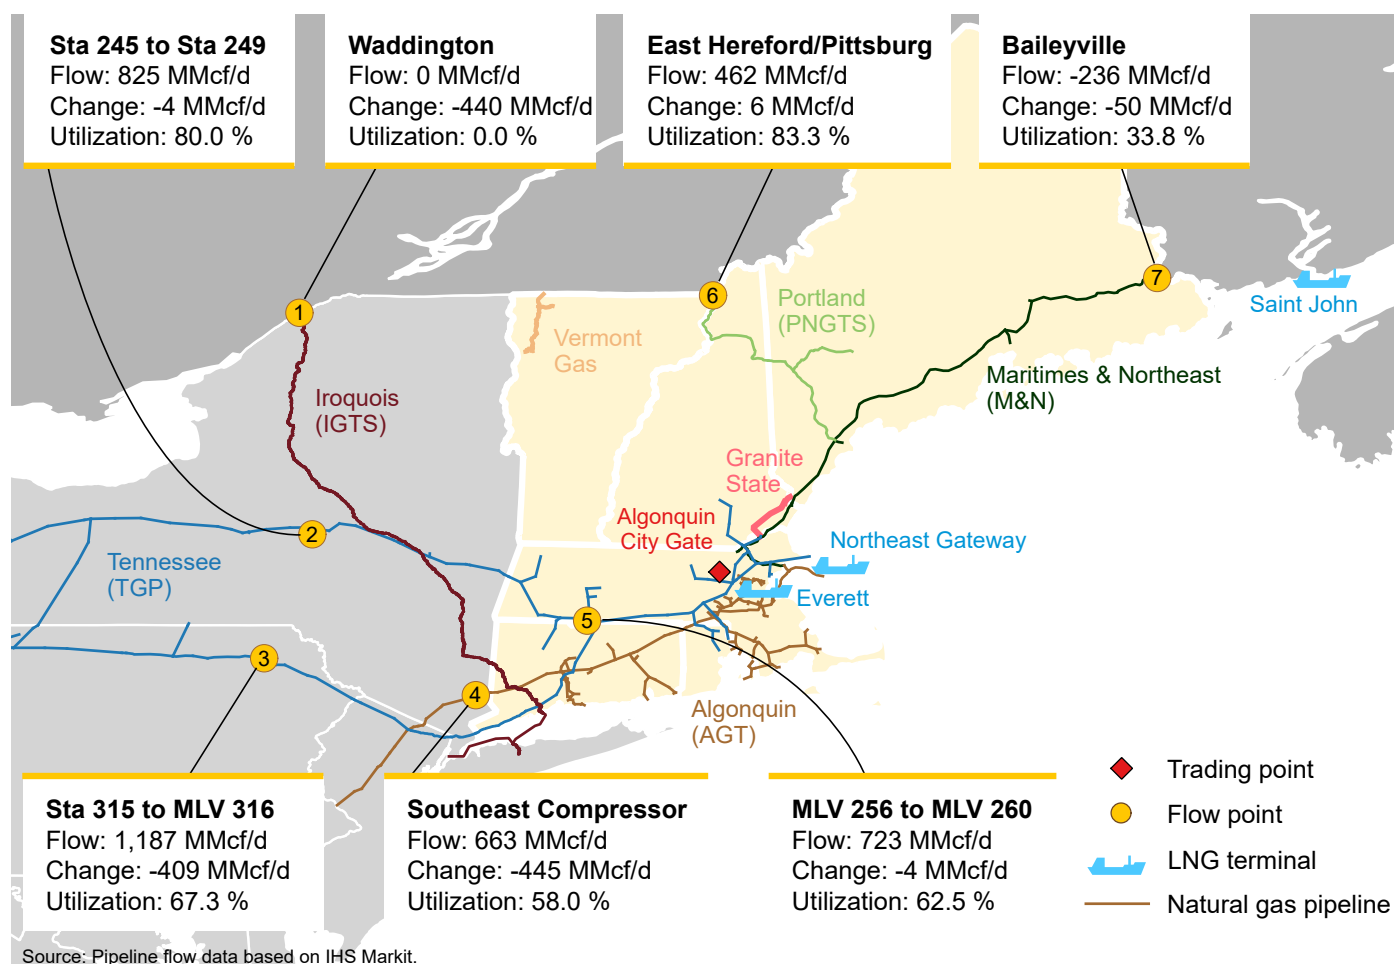 Sta 245 to Sta 249
Flow: 825 MMcf/d
Change: -4 MMcf/d
Utilization: 80.0 %
Waddington
Flow: 0 MMcf/d
Change: -440 MMcf/d
Utilization: 0.0 %
East Hereford/Pittsburg
Flow: 462 MMcf/d
Change: 6 MMcf/d
Utilization: 83.3 %
Baileyville
Flow: -236 MMcf/d
Change: -50 MMcf/d
Utilization: 33.8 %
1
6
7
Saint John
Portland
(PNGTS)
Vermont
Gas
Maritimes & Northeast
(M&N)
Iroquois
(IGTS)
Granite
State
Algonquin
City Gate
2
Northeast Gateway
Tennessee
(TGP)
Everett
5
3
4
Algonquin
(AGT)
Sta 315 to MLV 316
Flow: 1,187 MMcf/d
Change: -409 MMcf/d
Utilization: 67.3 %
Southeast Compressor
Flow: 663 MMcf/d
Change: -445 MMcf/d
Utilization: 58.0 %
MLV 256 to MLV 260
Flow: 723 MMcf/d
Change: -4 MMcf/d
Utilization: 62.5 %
Trading point
Flow point
LNG terminal
Natural gas pipeline
Source: Pipeline flow data based on IHS Markit.